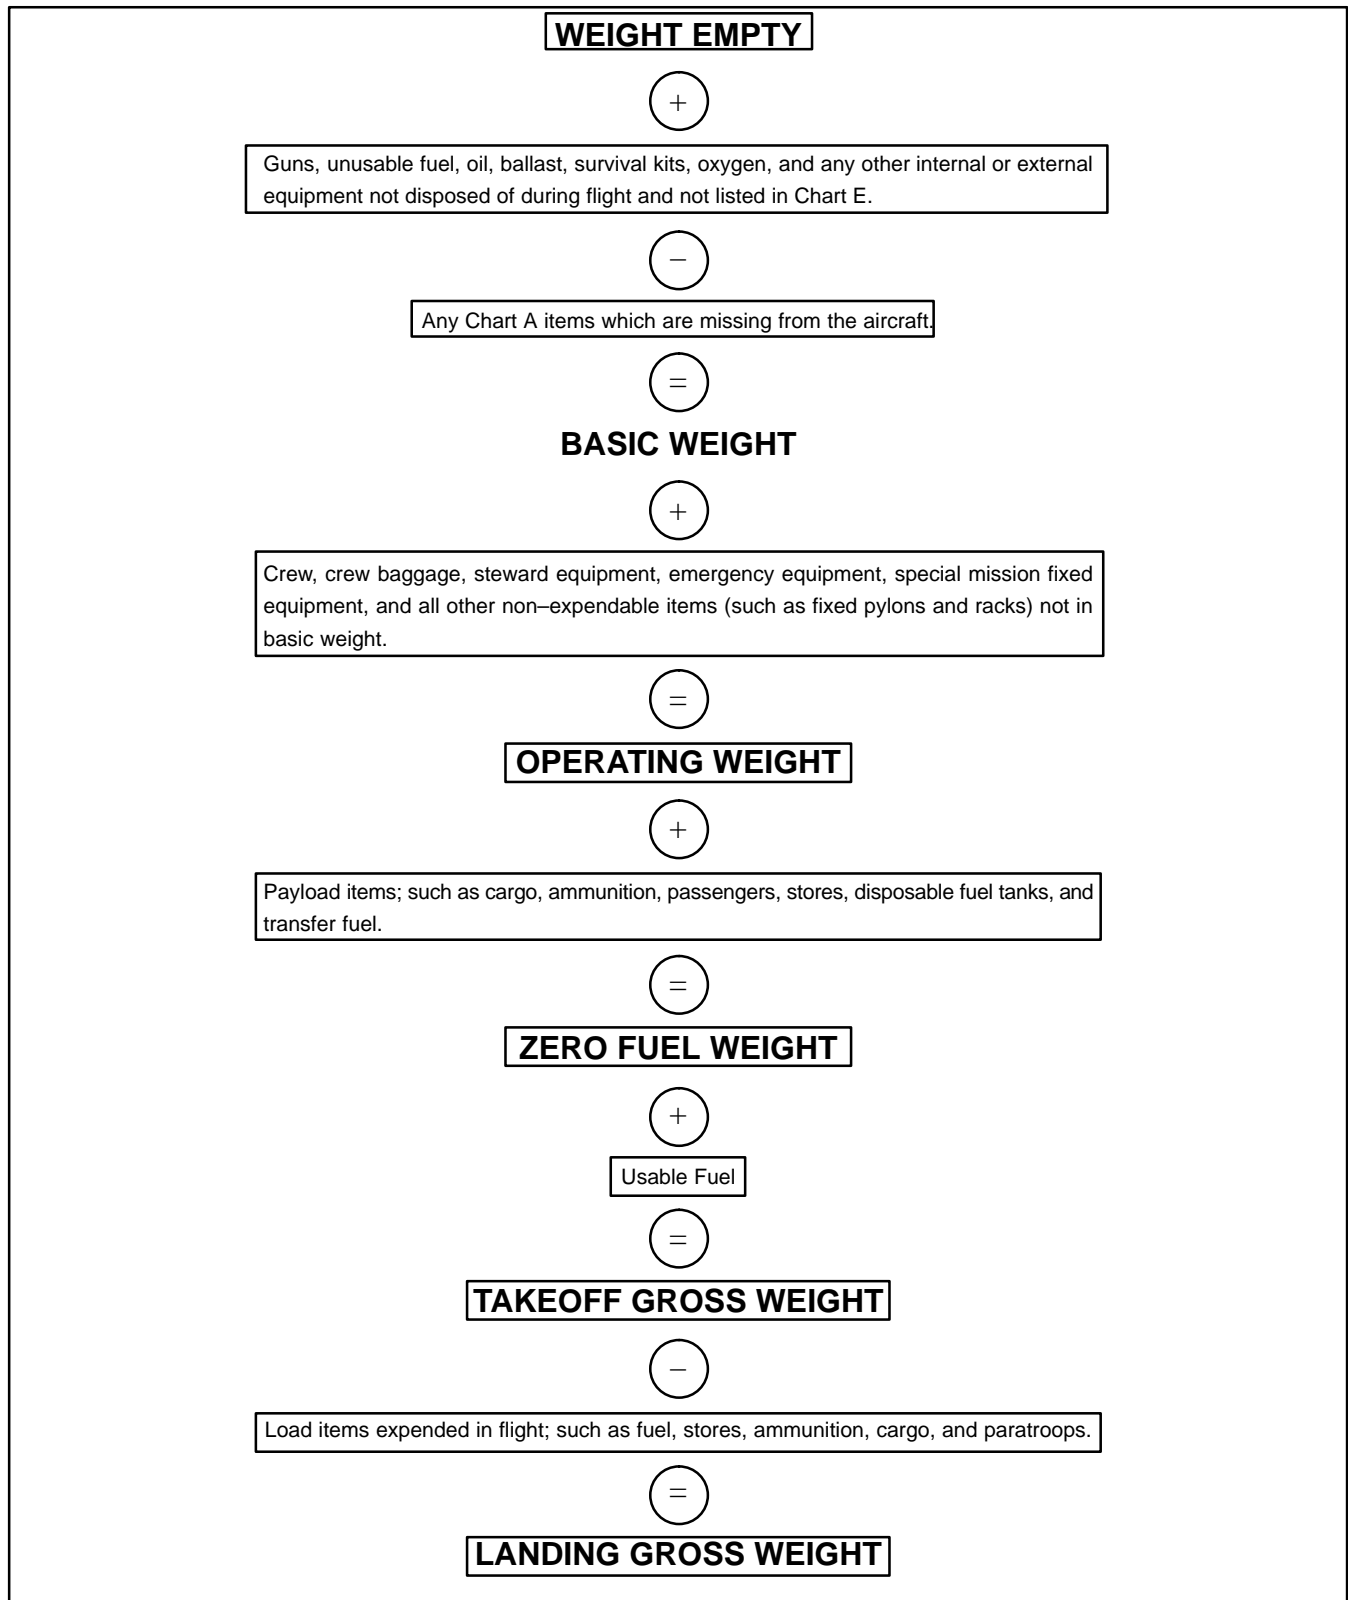 WEIGHT EMPTY
+
Guns, unusable fuel, oil, ballast, survival kits, oxygen, and any other internal or external
equipment not disposed of during flight and not listed in Chart E.
−
Any Chart A items which are missing from the aircraft.
=
BASIC WEIGHT
+
Crew, crew baggage, steward equipment, emergency equipment, special mission fixed
equipment, and all other non–expendable items (such as fixed pylons and racks) not in
basic weight.
=
OPERATING WEIGHT
+
Payload items; such as cargo, ammunition, passengers, stores, disposable fuel tanks, and
transfer fuel.
=
ZERO FUEL WEIGHT
+
Usable Fuel
=
TAKEOFF GROSS WEIGHT
−
Load items expended in flight; such as fuel, stores, ammunition, cargo, and paratroops.
=
LANDING GROSS WEIGHT